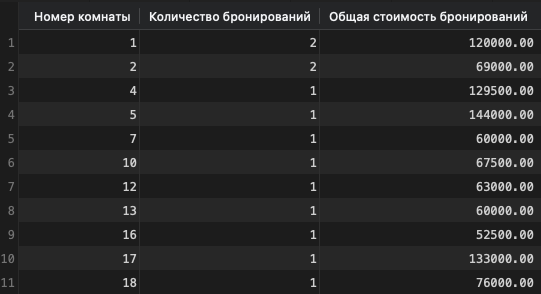 Номер комнаты Количество бронирований Общая стоимость бронирований
1 1 2 120000.00
2 2 2 69000.00
3 4 1 129500.00
4 5 1 144000.00
5 7 1 60000.00
6 10 1 67500.00
7 12 1 63000.00
8 13 1 60000.00
9 16 1 52500.00
10 17 1 133000.00
11 18 1 76000.00